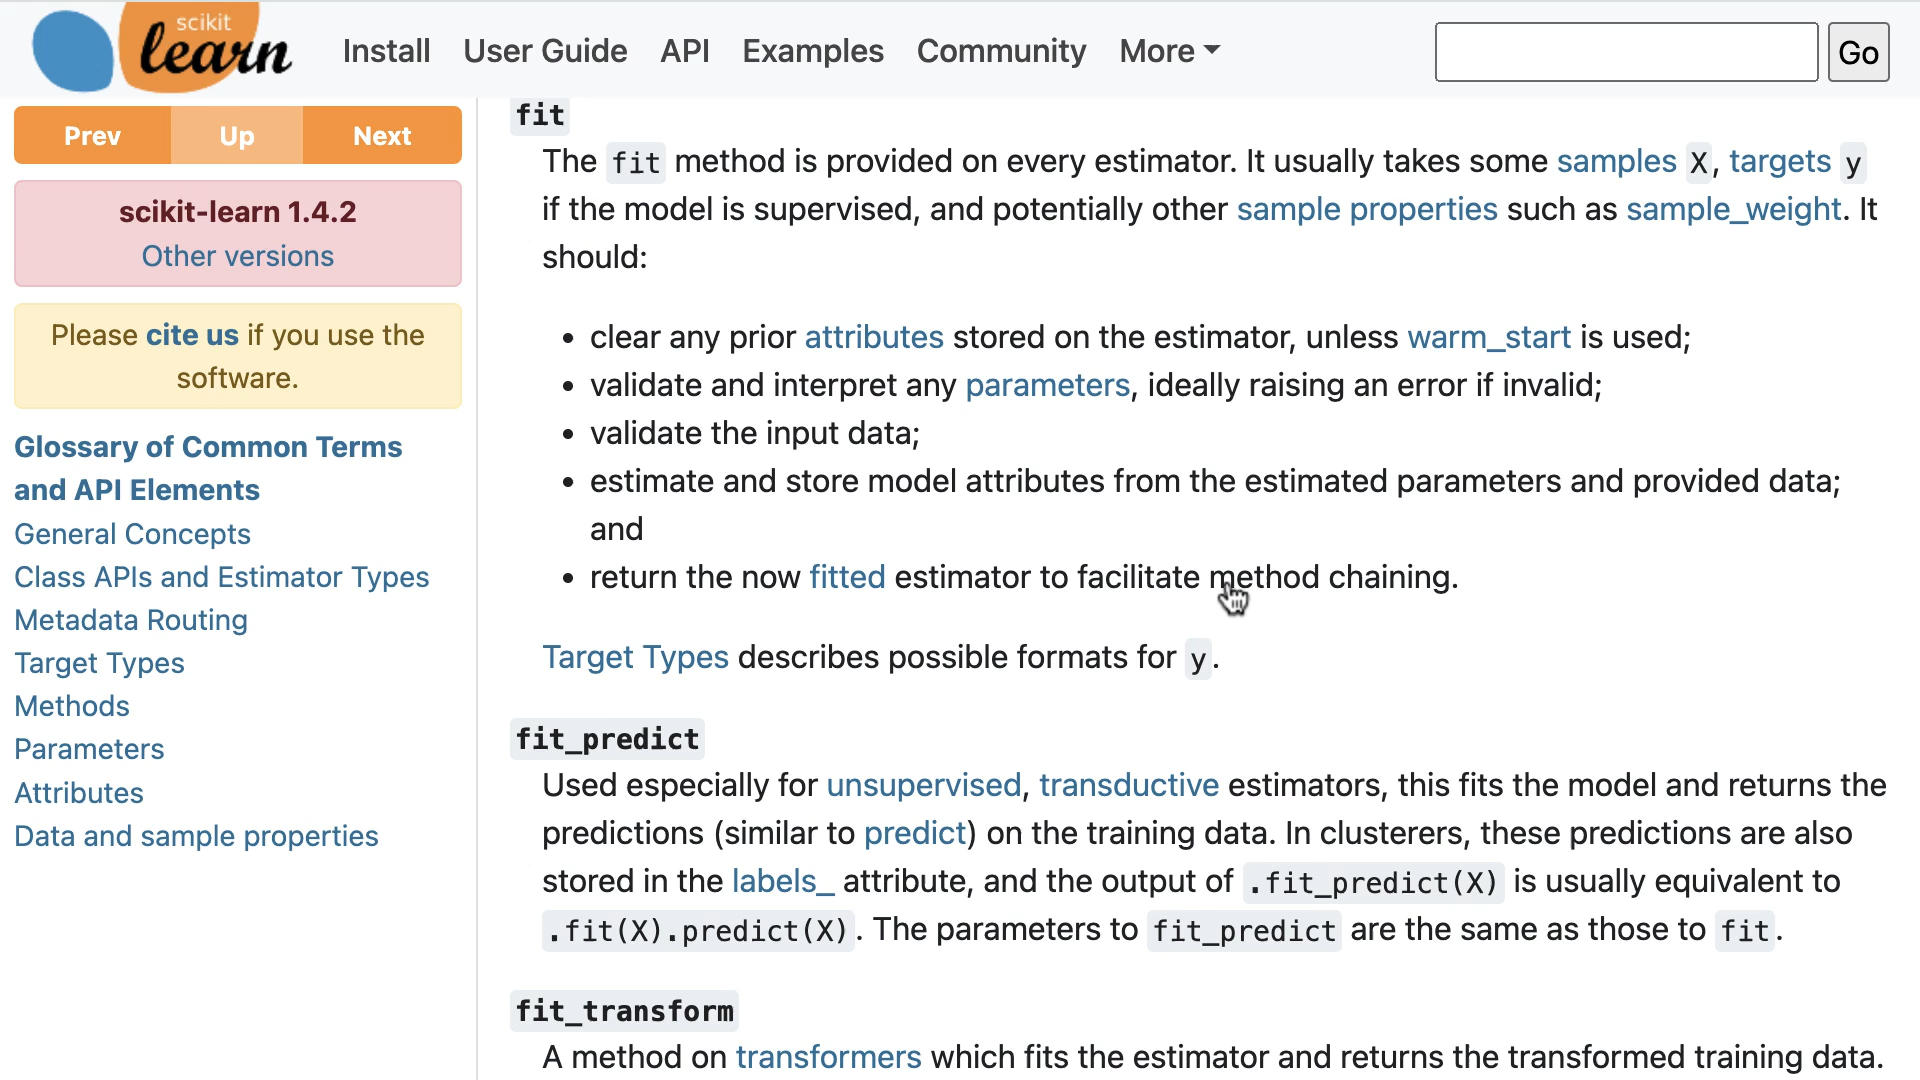 scikit
learn
Install User Guide API Examples Community More
Go
Prev Up Next
scikit-learn 1.4.2
Other versions
Please cite us if you use the
software.
Glossary of Common Terms
and API Elements
General Concepts
Class APIs and Estimator Types
Metadata Routing
Target Types
Methods
Parameters
Attributes
Data and sample properties
fit
The fit method is provided on every estimator. It usually takes some samples X, targets y
if the model is supervised, and potentially other sample properties such as sample_weight. It
should:
• clear any prior attributes stored on the estimator, unless warm_start is used;
• validate and interpret any parameters, ideally raising an error if invalid;
• validate the input data;
• estimate and store model attributes from the estimated parameters and provided data;
and
• return the now fitted estimator to facilitate method chaining.
Target Types describes possible formats for y.
fit_predict
Used especially for unsupervised, transductive estimators, this fits the model and returns the
predictions (similar to predict) on the training data. In clusterers, these predictions are also
stored in the labels_ attribute, and the output of .fit_predict(X) is usually equivalent to
.fit(X).predict(X). The parameters to fit_predict are the same as those to fit.
fit_transform
A method on transformers which fits the estimator and returns the transformed training data.